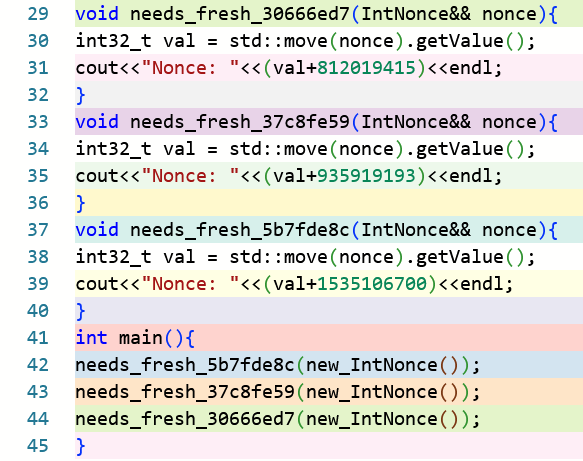 29 void needs_fresh_30666ed7(IntNonce&& nonce){
30 int32_t val = std::move(nonce).getValue();
31 cout<<"Nonce: "<<(val+812019415)<<endl;
32 }
33 void needs_fresh_37c8fe59(IntNonce&& nonce){
34 int32_t val = std::move(nonce).getValue();
35 cout<<"Nonce: "<<(val+935919193)<<endl;
36 }
37 void needs_fresh_5b7fde8c(IntNonce&& nonce){
38 int32_t val = std::move(nonce).getValue();
39 cout<<"Nonce: "<<(val+1535106700)<<endl;
40 }
41 int main(){
42 needs_fresh_5b7fde8c(new_IntNonce());
43 needs_fresh_37c8fe59(new_IntNonce());
44 needs_fresh_30666ed7(new_IntNonce());
45 }